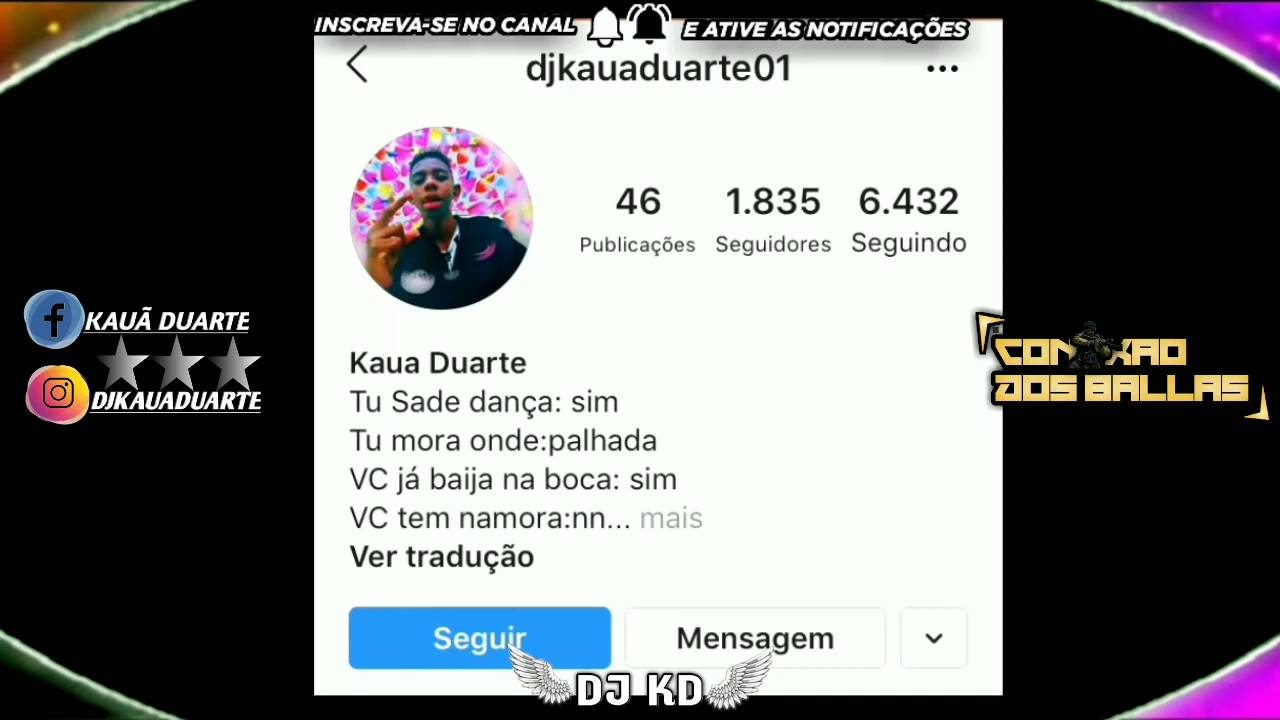 INSCREVA-SE NO CANAL E ATIVE AS NOTIFICAÇÕES
djkauaduarte01
46 1.835 6.432
Publicações Seguidores Seguindo
KAUÃ DUARTE
DJKAUADUARTE
CONEXAO
DOS BALLAS
Kaua Duarte
Tu Sade dança: sim
Tu mora onde:palhada
VC já baija na boca: sim
VC tem namora:nn... mais
Ver tradução
Seguir Mensagem
DJ KD